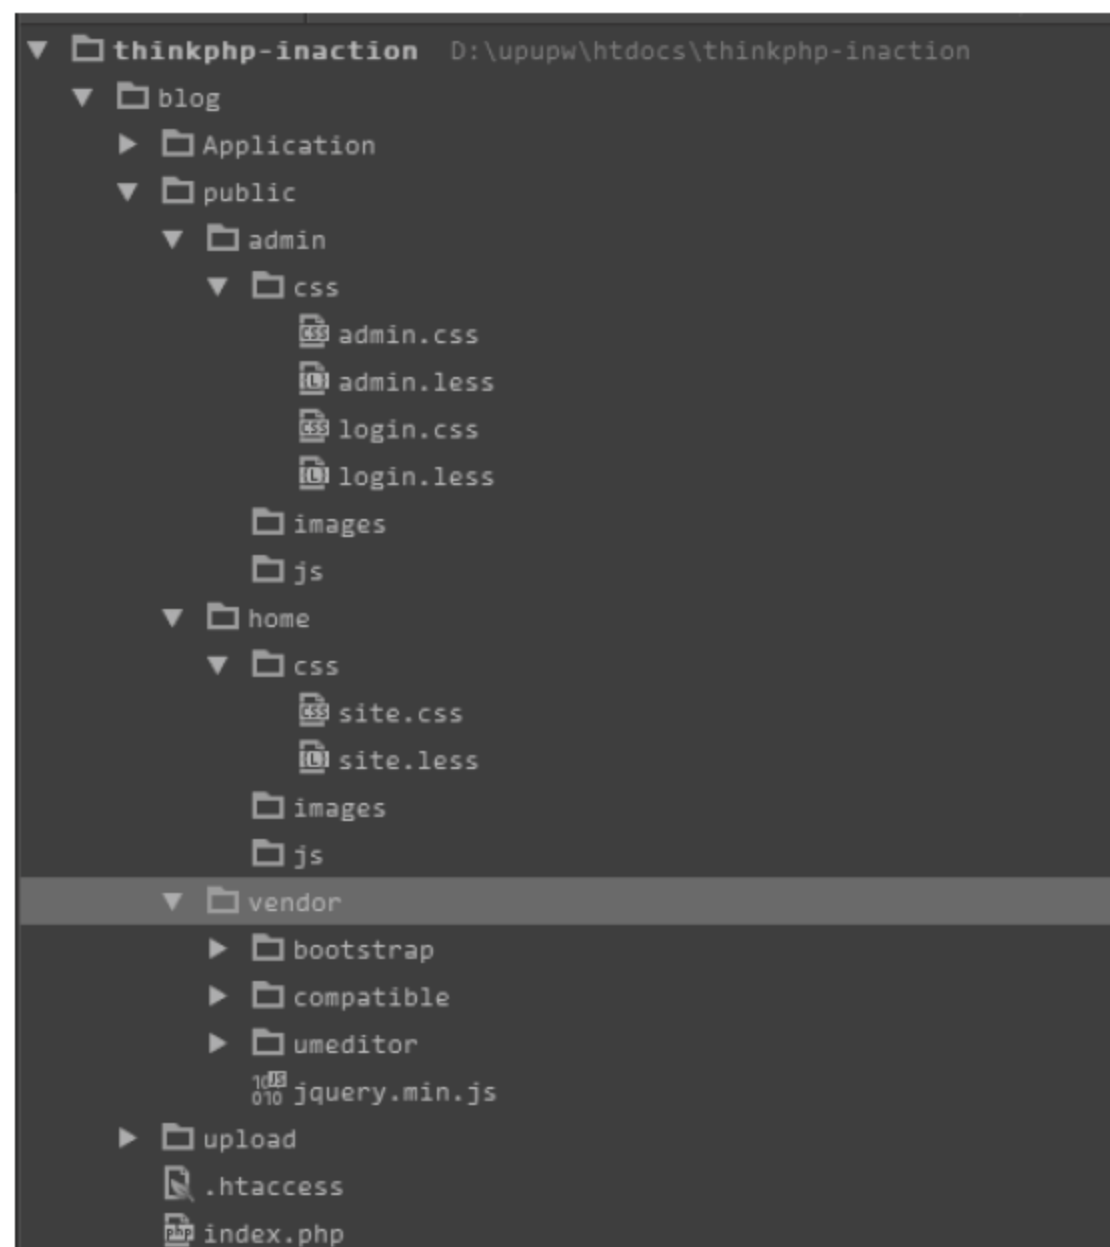 thinkphp-inaction D:\upupw\htdocs\thinkphp-inaction
blog
Application
public
admin
css
admin.css
admin.less
login.css
login.less
images
js
home
css
site.css
site.less
images
js
vendor
bootstrap
compatible
umeditor
jquery.min.js
upload
.htaccess
index.php